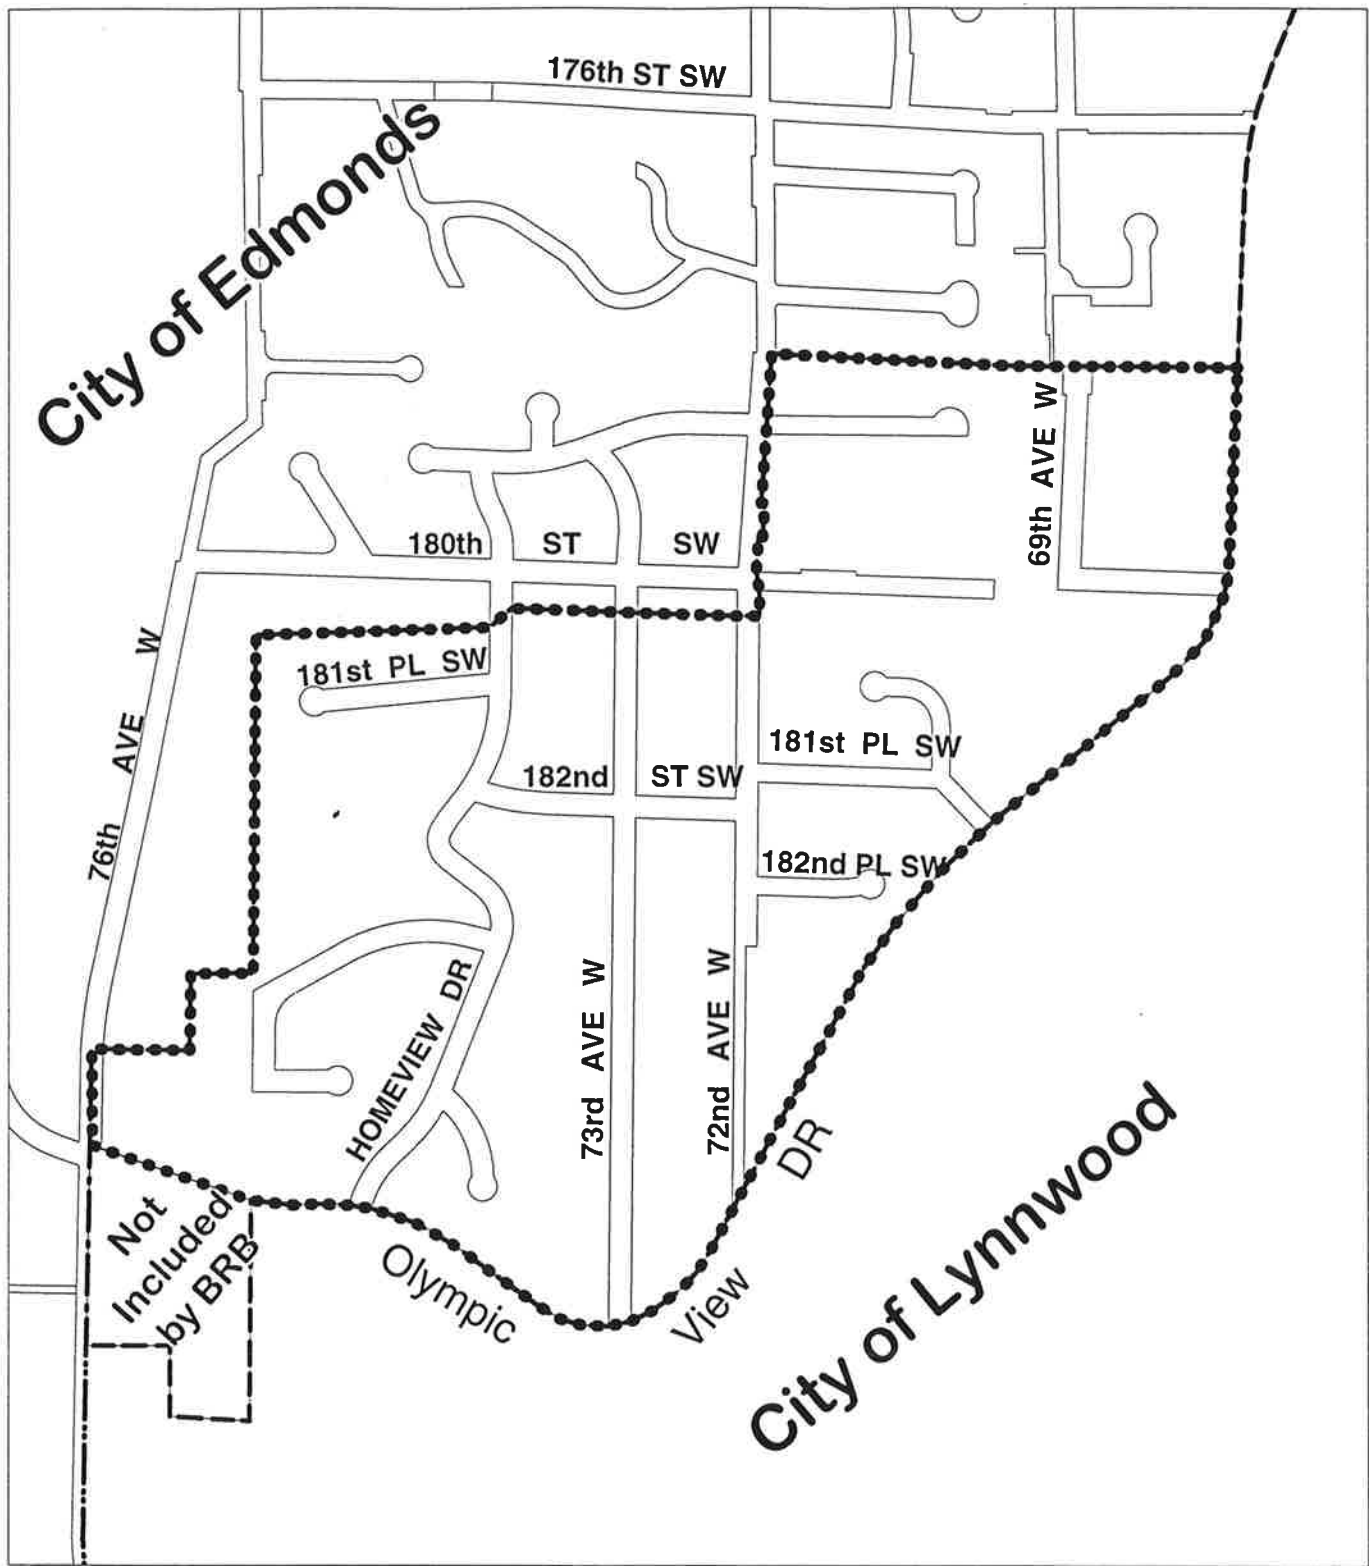 176th ST SW
City of Edmonds
69th AVE W
180th ST SW
76th AVE W
181st PL SW
181st PL SW
182nd ST SW
182nd PL SW
HOMEVIEW DR
73rd AVE W
72nd AVE W
Not
Included
by BRB
Olympic View DR
City of Lynnwood